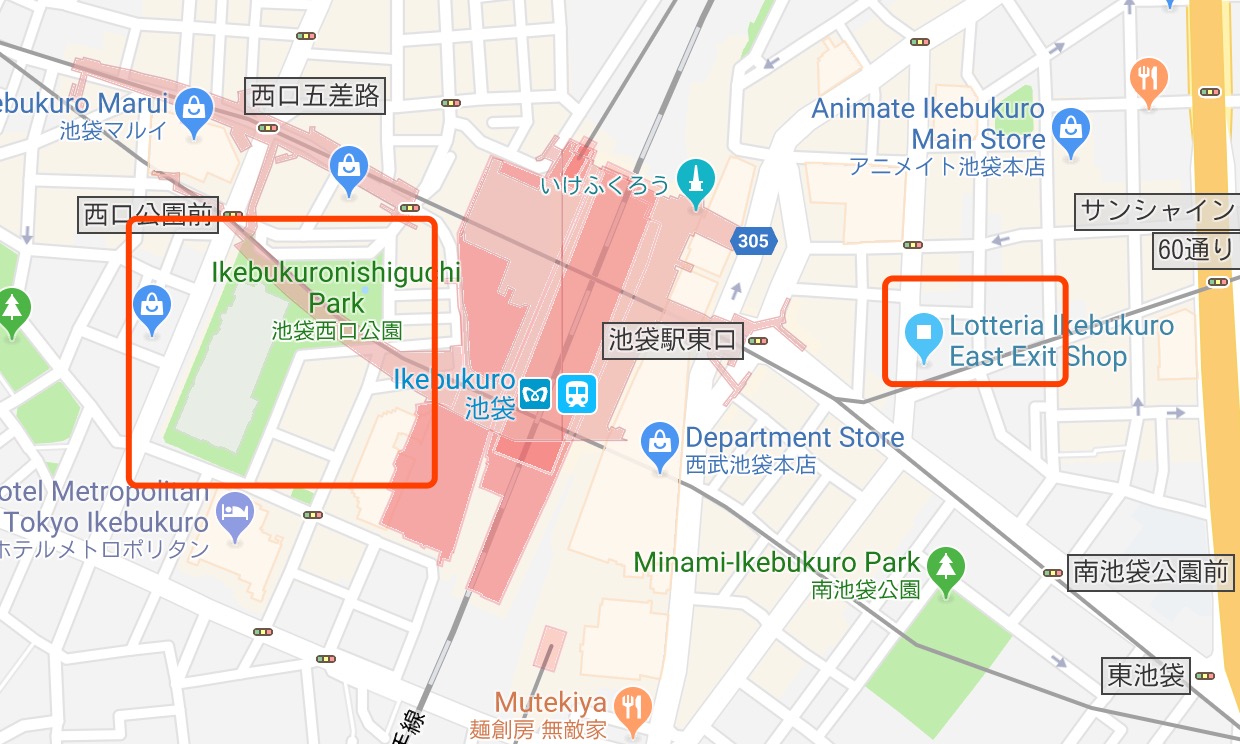 西口五差路
ebukuro Marui
池袋マルイ
Animate Ikebukuro
Main Store
アニメイト池袋本店
いけふくろう
西口公園前
サンシャイン
60通り
305
Ikebukuronishiguchi
Park
池袋西口公園
池袋駅東口
Lotteria Ikebukuro
East Exit Shop
Ikebukuro
池袋
Department Store
西武池袋本店
otel Metropolitan
Tokyo Ikebukuro
ホテルメトロポリタン
Minami-Ikebukuro Park
南池袋公園
南池袋公園前
東池袋
Mutekiya
麺創房 無敵家
手線